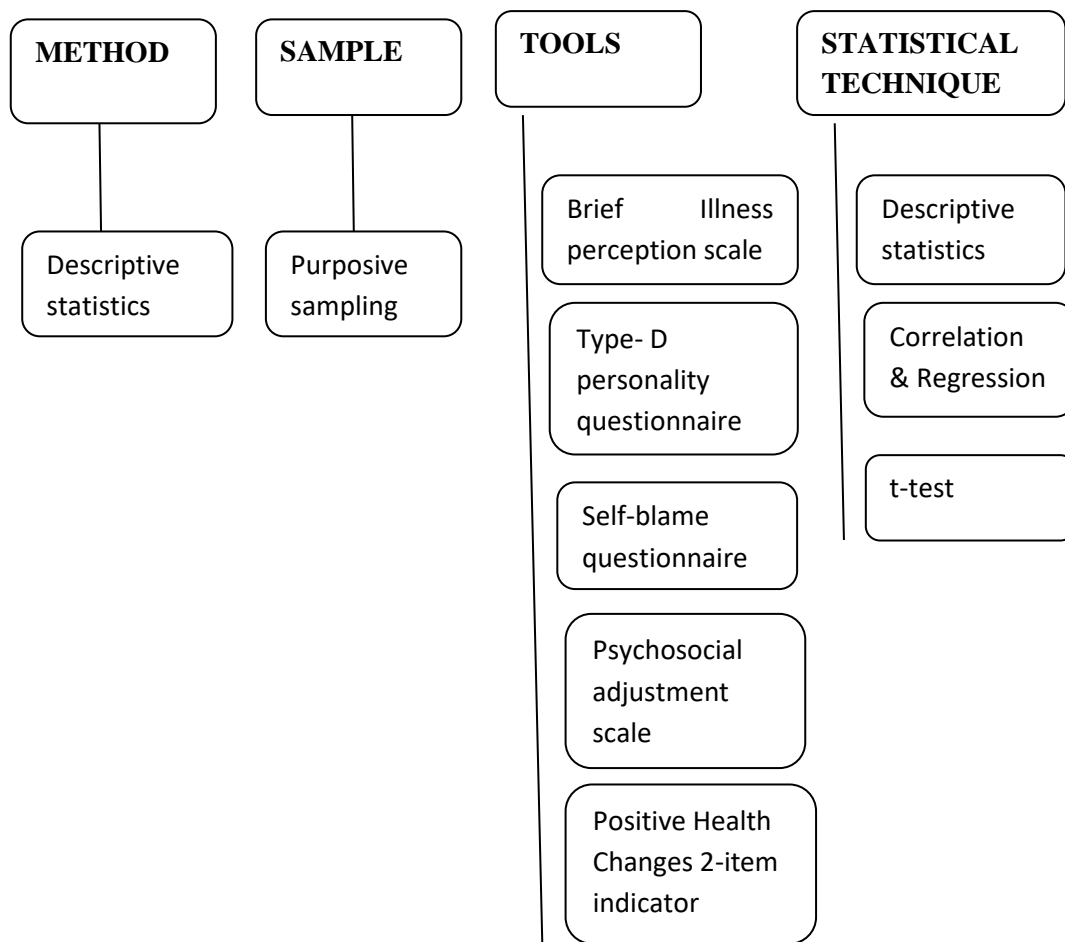 METHOD
Descriptive
statistics
SAMPLE
Purposive
sampling
TOOLS
Brief Illness
perception scale
Type- D
personality
questionnaire
Self-blame
questionnaire
Psychosocial
adjustment
scale
Positive Health
Changes 2-item
indicator
STATISTICAL
TECHNIQUE
Descriptive
statistics
Correlation
& Regression
t-test